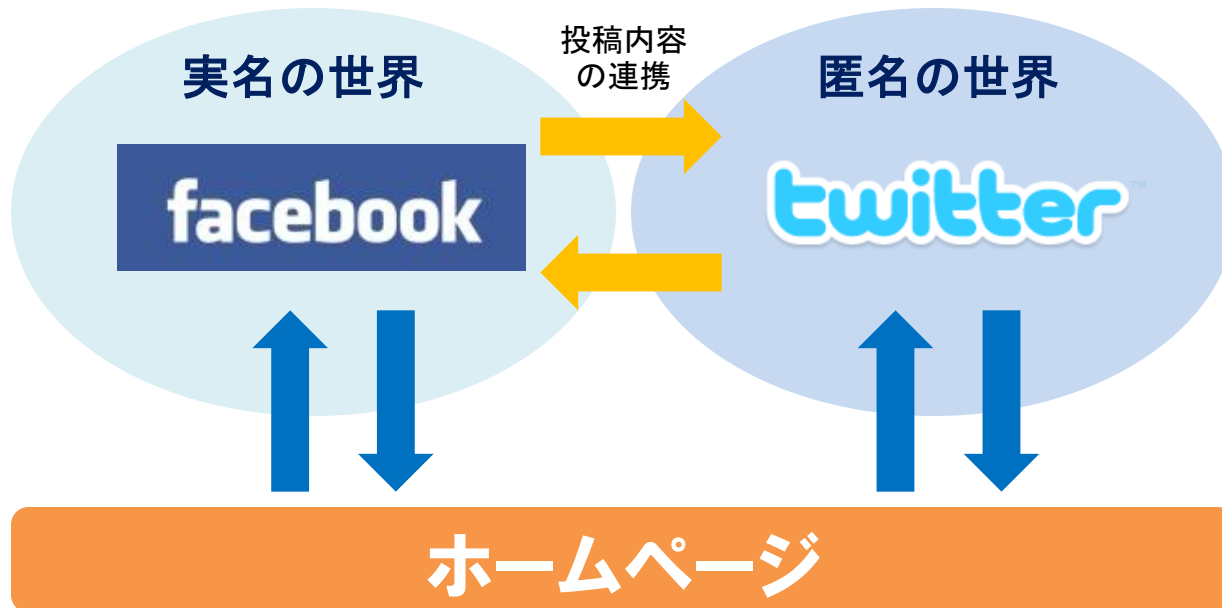 実名の世界
投稿内容
の連携
匿名の世界
facebook
twitter™
ホームページ